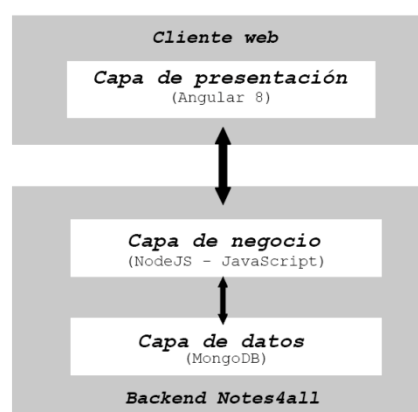 Cliente web
Capa de presentación
(Angular 8)
Capa de negocio
(NodeJS - JavaScript)
Capa de datos
(MongoDB)
Backend Notes4all